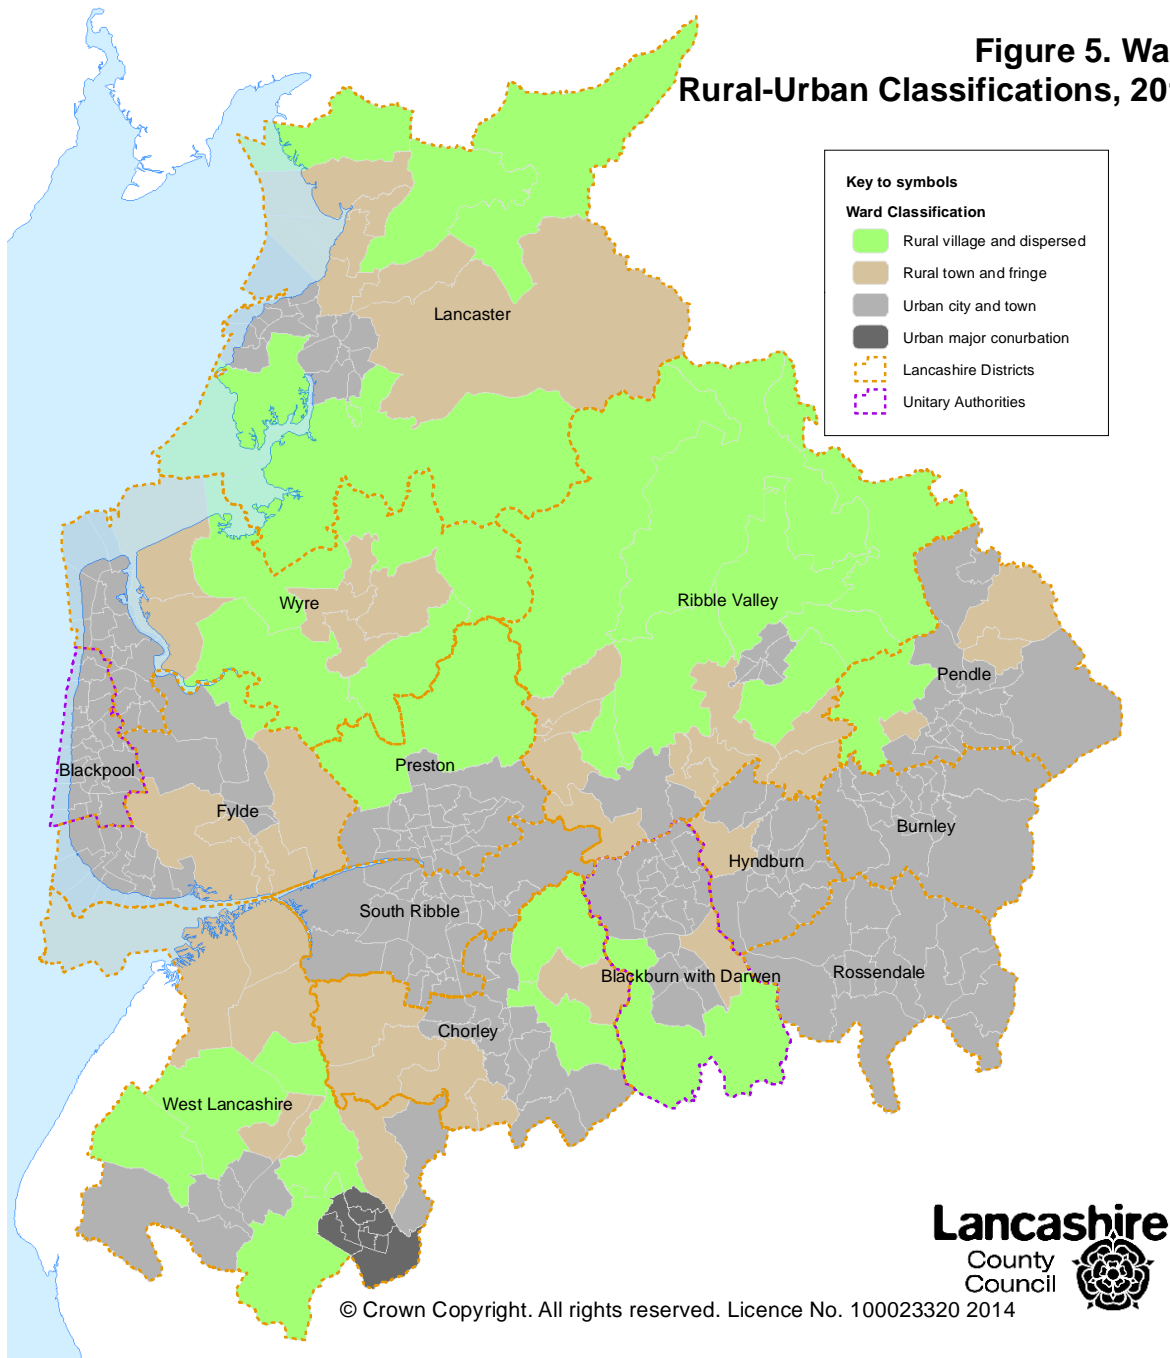 Figure 5. Wa
Rural-Urban Classifications, 20
Key to symbols
Ward Classification
Rural village and dispersed
Rural town and fringe
Urban city and town
Urban major conurbation
Lancashire Districts
Unitary Authorities
Lancaster
Wyre
Ribble Valley
Pendle
Blackpool
Preston
Fylde
Burnley
Hyndburn
South Ribble
Blackburn with Darwen
Rossendale
Chorley
West Lancashire
Lancashire
County
Council
© Crown Copyright. All rights reserved. Licence No. 100023320 2014